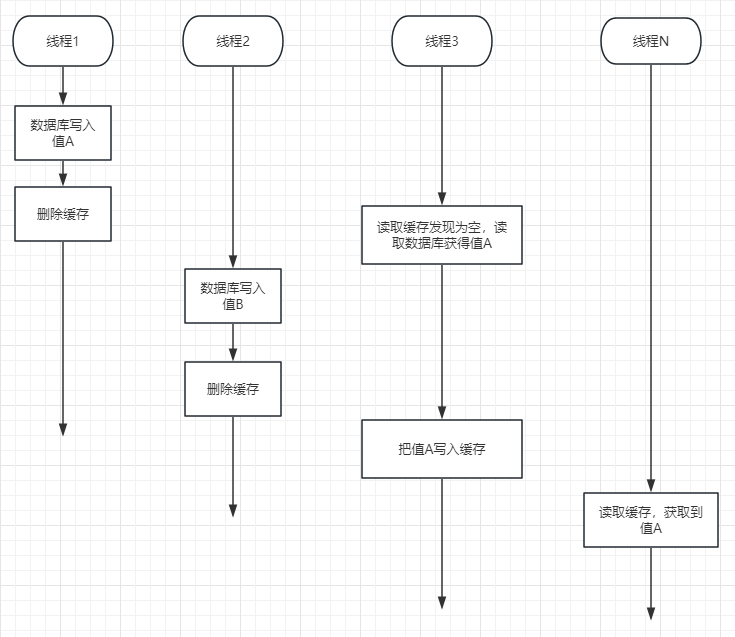 线程1
线程2
线程3
线程N
数据库写入
值A
删除缓存
读取缓存发现为空，读
取数据库获得值A
数据库写入
值B
删除缓存
把值A写入缓存
读取缓存，获取到
值A